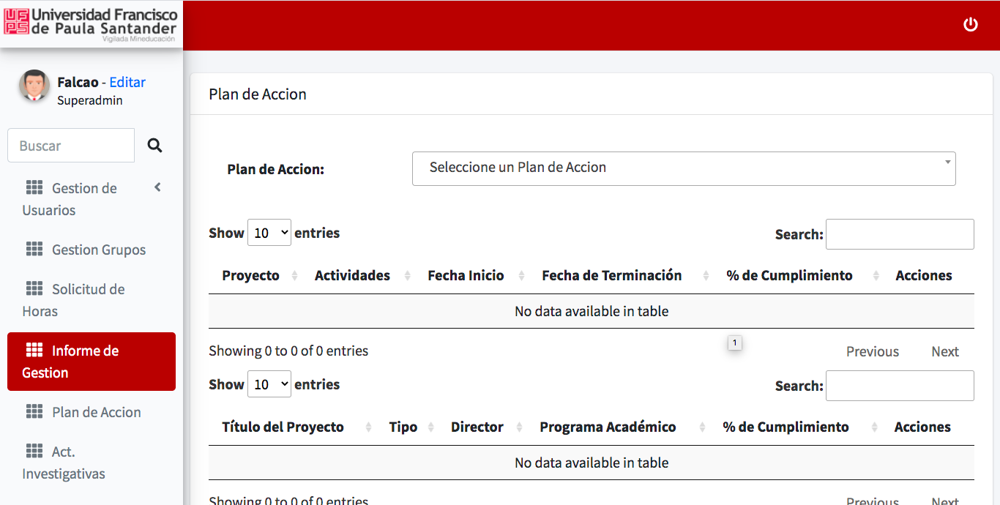 Universidad Francisco
de Paula Santander
Vigilada Mineducación
UFPS
Falcao - Editar
Superadmin
Buscar
Gestion de
Usuarios
Gestion Grupos
Solicitud de
Horas
Informe de
Gestion
Plan de Accion
Act.
Investigativas
Plan de Accion
Plan de Accion:
Seleccione un Plan de Accion
Show 10 entries
Search:
Proyecto Actividades Fecha Inicio Fecha de Terminación % de Cumplimiento Acciones
No data available in table
Showing 0 to 0 of 0 entries
1
Previous Next
Show 10 entries
Search:
Título del Proyecto Tipo Director Programa Académico % de Cumplimiento Acciones
No data available in table
Showing 0 to 0 of 0 entries
Previous Next